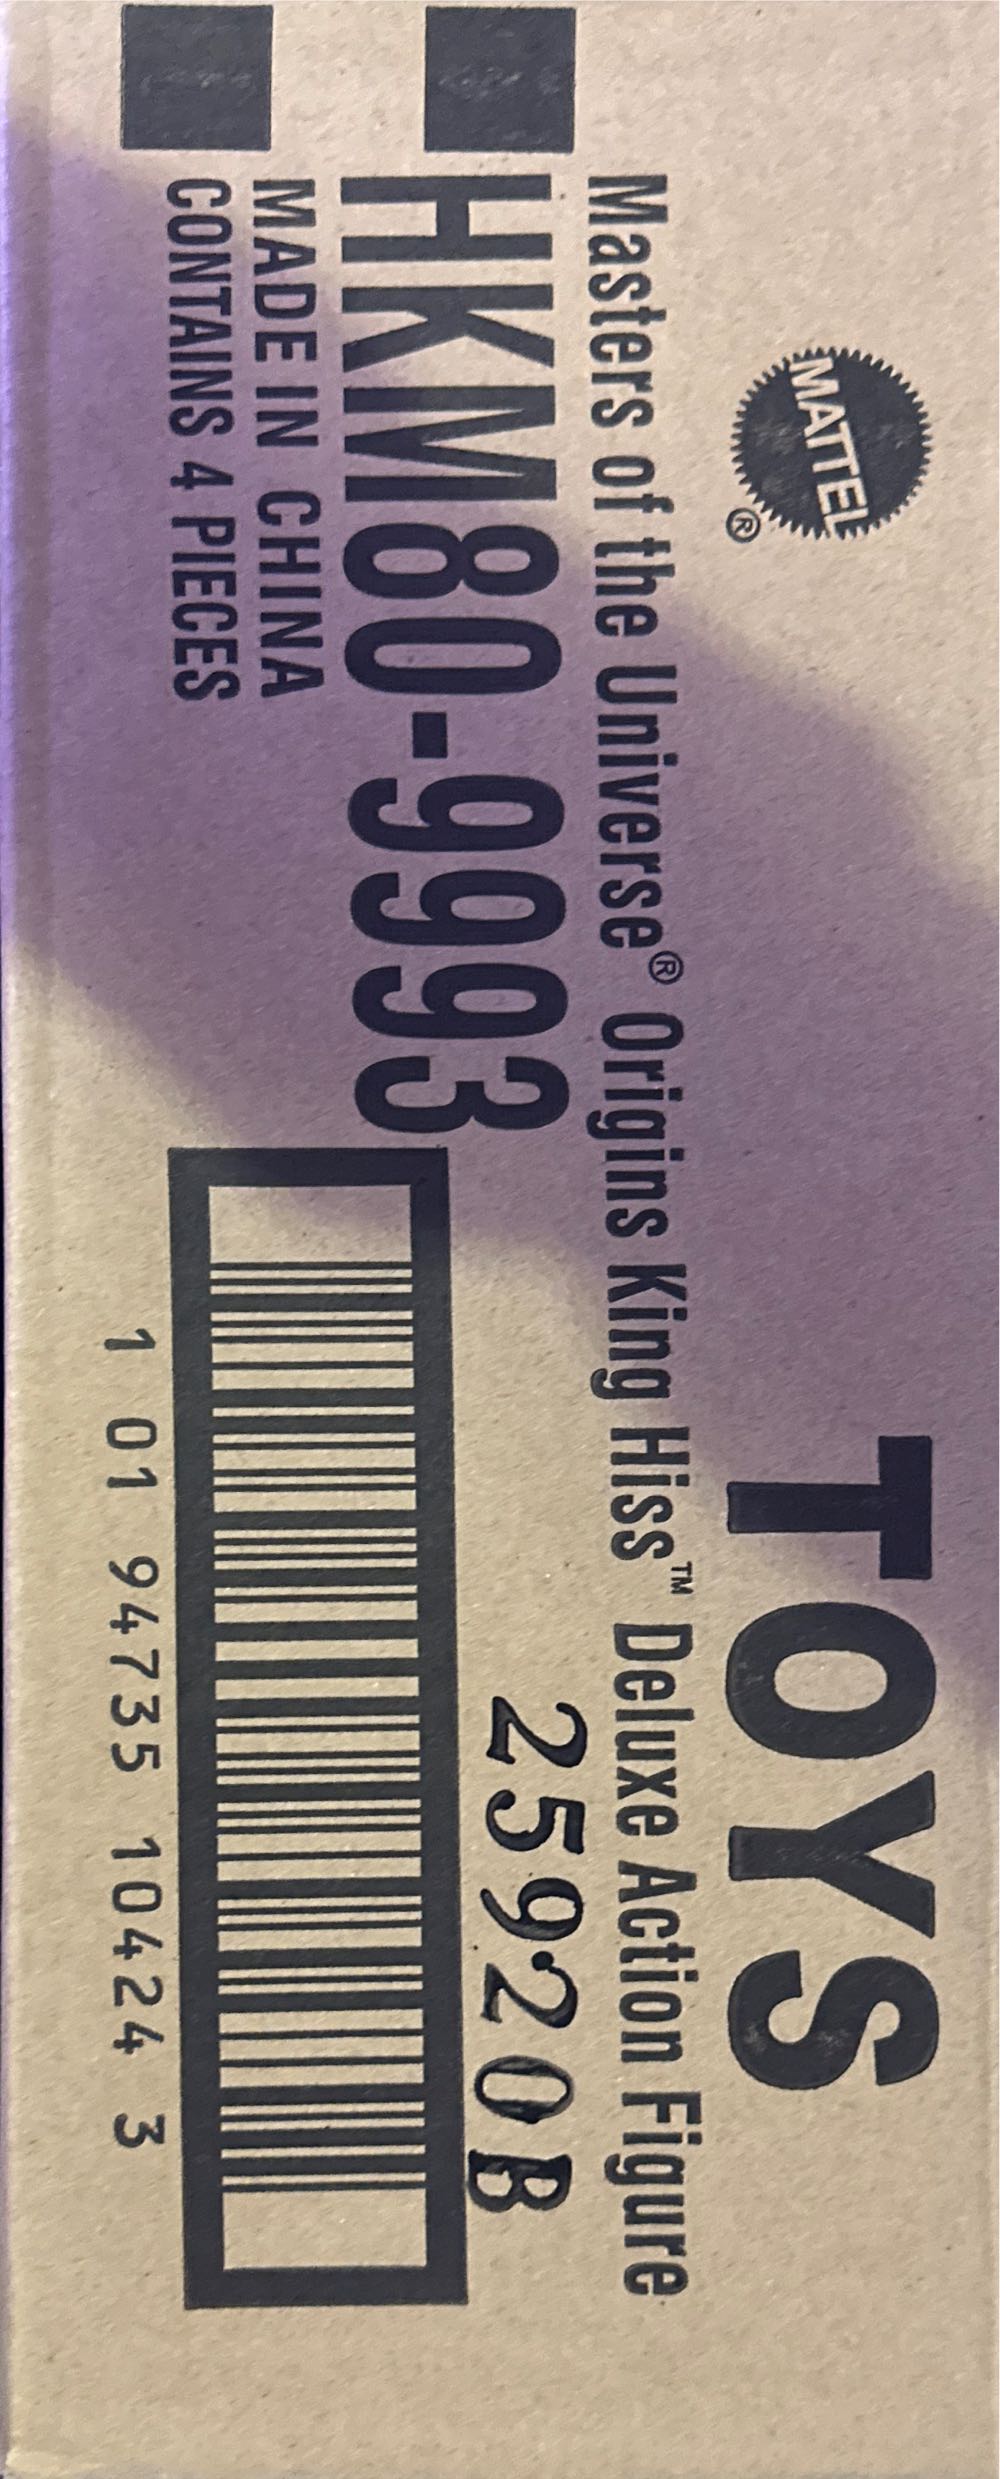 MATTEL® TOYS
Masters of the Universe® Origins King Hiss™ Deluxe Action Figure
25920B
HKM80-9993
MADE IN CHINA
CONTAINS 4 PIECES
1 01 94735 10424 3